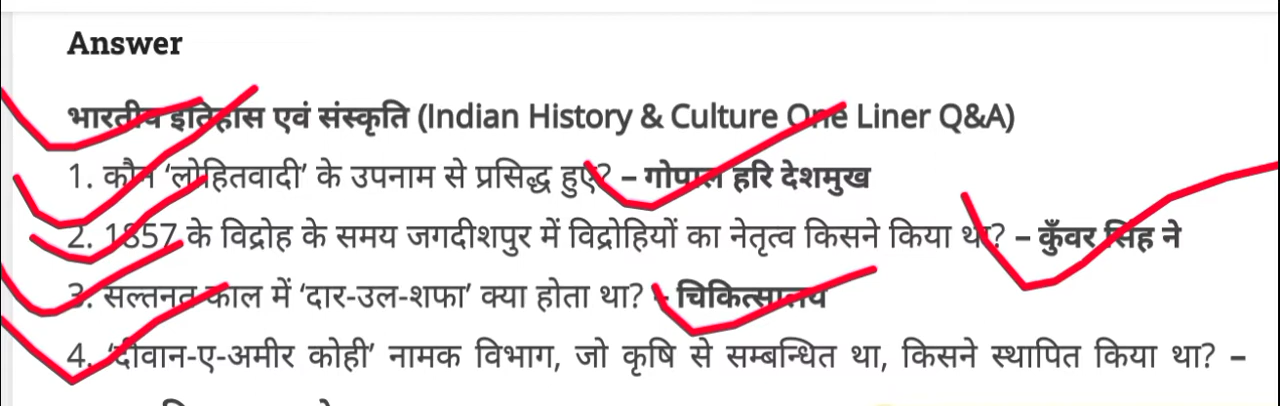 Answer
भारतीय इतिहास एवं संस्कृति (Indian History & Culture One Liner Q&A)
1. कौन ‘लोहितवादी’ के उपनाम से प्रसिद्ध हुए? – गोपाल हरि देशमुख
2. 1857 के विद्रोह के समय जगदीशपुर में विद्रोहियों का नेतृत्व किसने किया था? – कुँवर सिंह ने
3. सल्तनत काल में ‘दार-उल-शफा’ क्या होता था? – चिकित्सालय
4. ‘दीवान-ए-अमीर कोही’ नामक विभाग, जो कृषि से सम्बन्धित था, किसने स्थापित किया था? –